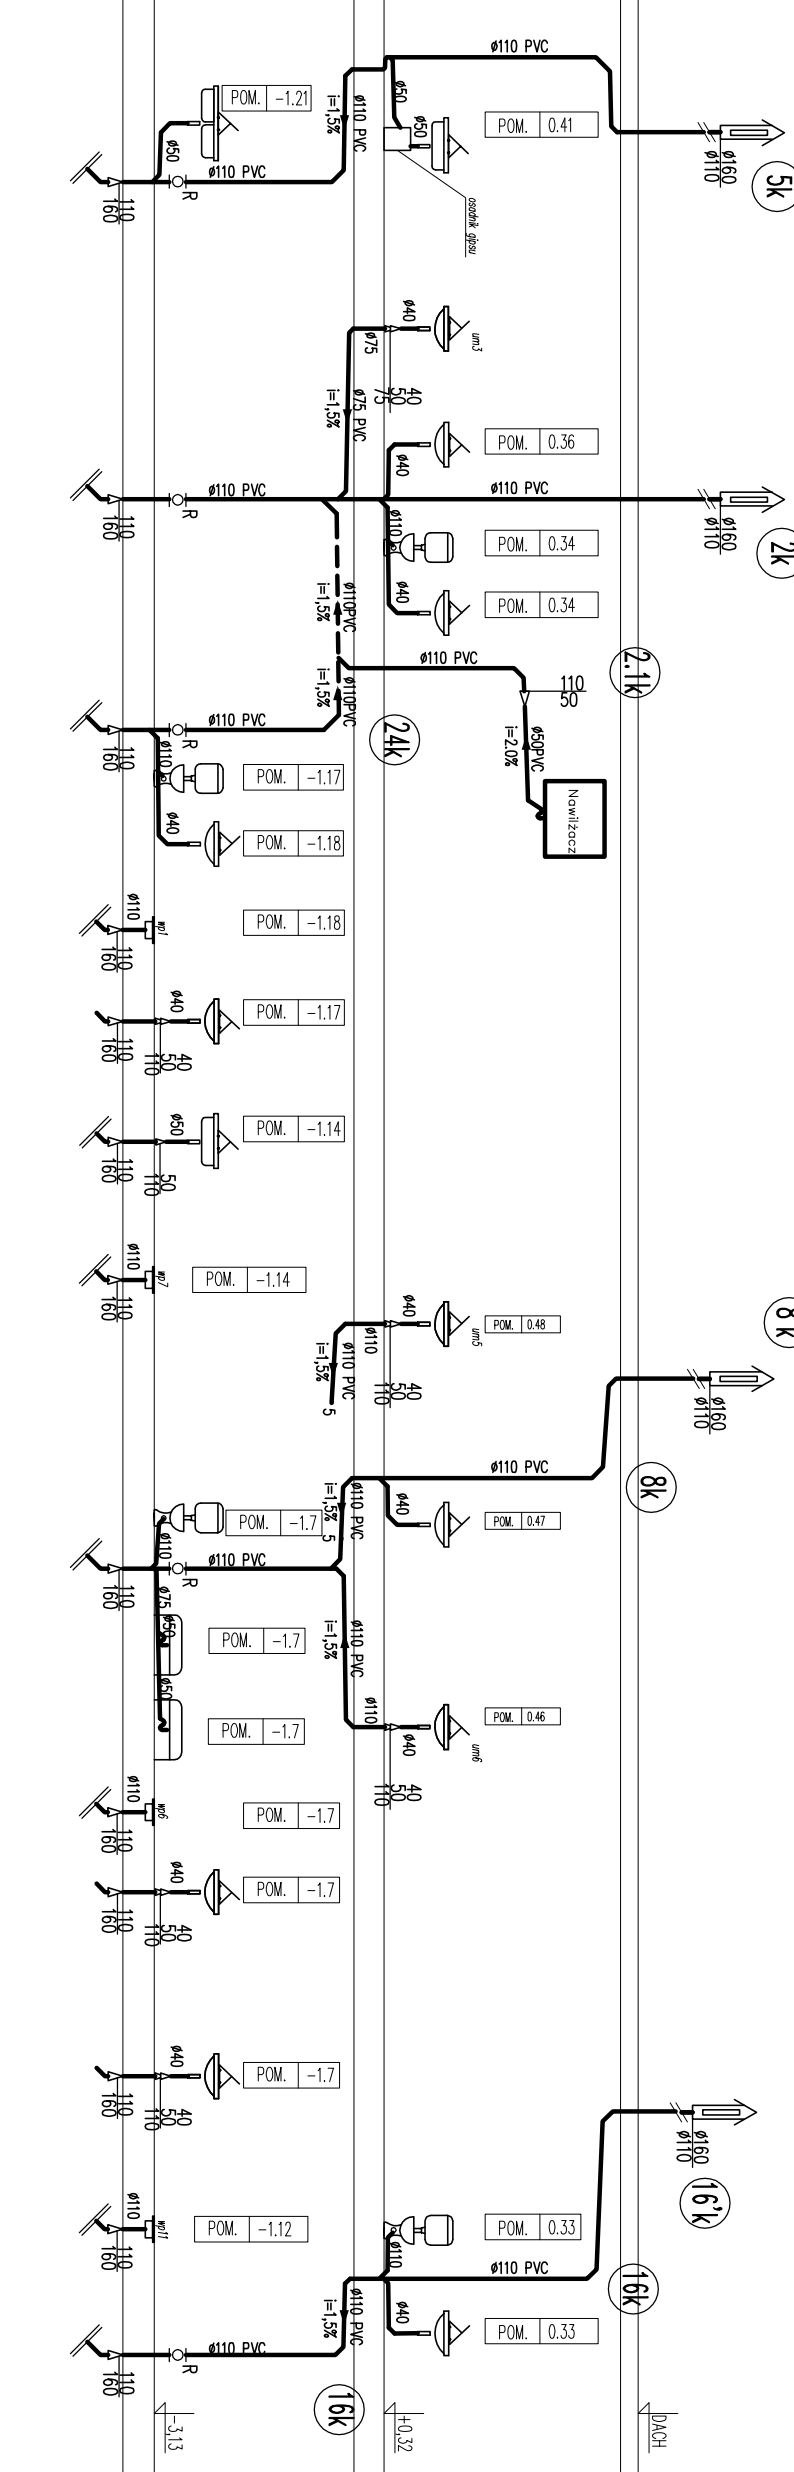 ø110 PVC
POM. -1.21
ø50
ø50
i=1,5%
ø110 PVC
ø50
POM. 0.41
ø160
ø110
5k
ø110 PVC
R
110
160
osadnik gipsu
ø40
um3
ø75
ø75 PVC
i=1,5%
40
50
75
POM. 0.36
ø40
ø110 PVC
ø110 PVC
R
110
160
ø160
ø110
2k
ø110
POM. 0.34
ø40
POM. 0.34
ø110PVC
i=1,5%
ø110 PVC
2.1k
110
50
ø110PVC
i=1,5%
24k
ø110 PVC
R
110
160
ø50PVC
i=2.0%
Nawilżacz
ø110
POM. -1.17
ø40
POM. -1.18
ø110
wp1
POM. -1.18
110
160
ø40
POM. -1.17
110
160
40
50
110
ø50
POM. -1.14
110
160
50
110
ø110
wp7
POM. -1.14
110
160
ø40
um5
POM. 0.48
ø110
ø110 PVC
i=1,5%
5
40
50
110
8'k
ø160
ø110
ø110 PVC
8k
ø110 PVC
i=1,5%
5
ø40
POM. 0.47
POM. -1.7
ø110
ø110 PVC
R
110
160
ø75
ø50
POM. -1.7
ø110 PVC
i=1,5%
ø50
POM. -1.7
ø110
ø40
um6
POM. 0.46
40
50
110
ø110
wp6
POM. -1.7
110
160
ø40
POM. -1.7
110
160
40
50
110
ø40
POM. -1.7
110
160
40
50
110
ø160
ø110
16'k
ø110
wp11
POM. -1.12
110
160
ø110
POM. 0.33
ø110 PVC
16k
ø110 PVC
i=1,5%
ø40
POM. 0.33
ø110 PVC
R
110
160
16k
-3,13
+0,32
DACH